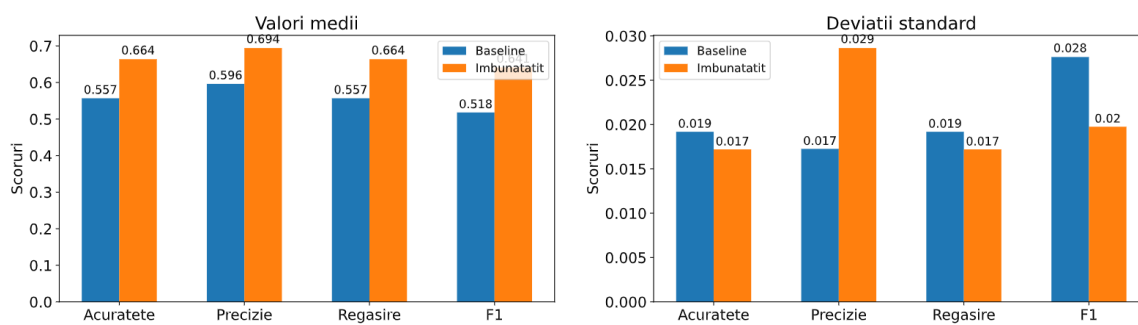 Valori medii
Scoruri
0.7
0.6
0.5
0.4
0.3
0.2
0.1
0.0
0.557
0.664
0.596
0.694
0.557
0.664
0.518
0.641
Baseline
Imbunatatit
Acuratete
Precizie
Regasire
F1
Deviatii standard
Scoruri
0.030
0.025
0.020
0.015
0.010
0.005
0.000
Baseline
Imbunatatit
0.019
0.017
0.017
0.029
0.019
0.017
0.028
0.02
Acuratete
Precizie
Regasire
F1